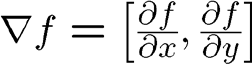 ∇f = [∂f/∂x, ∂f/∂y]